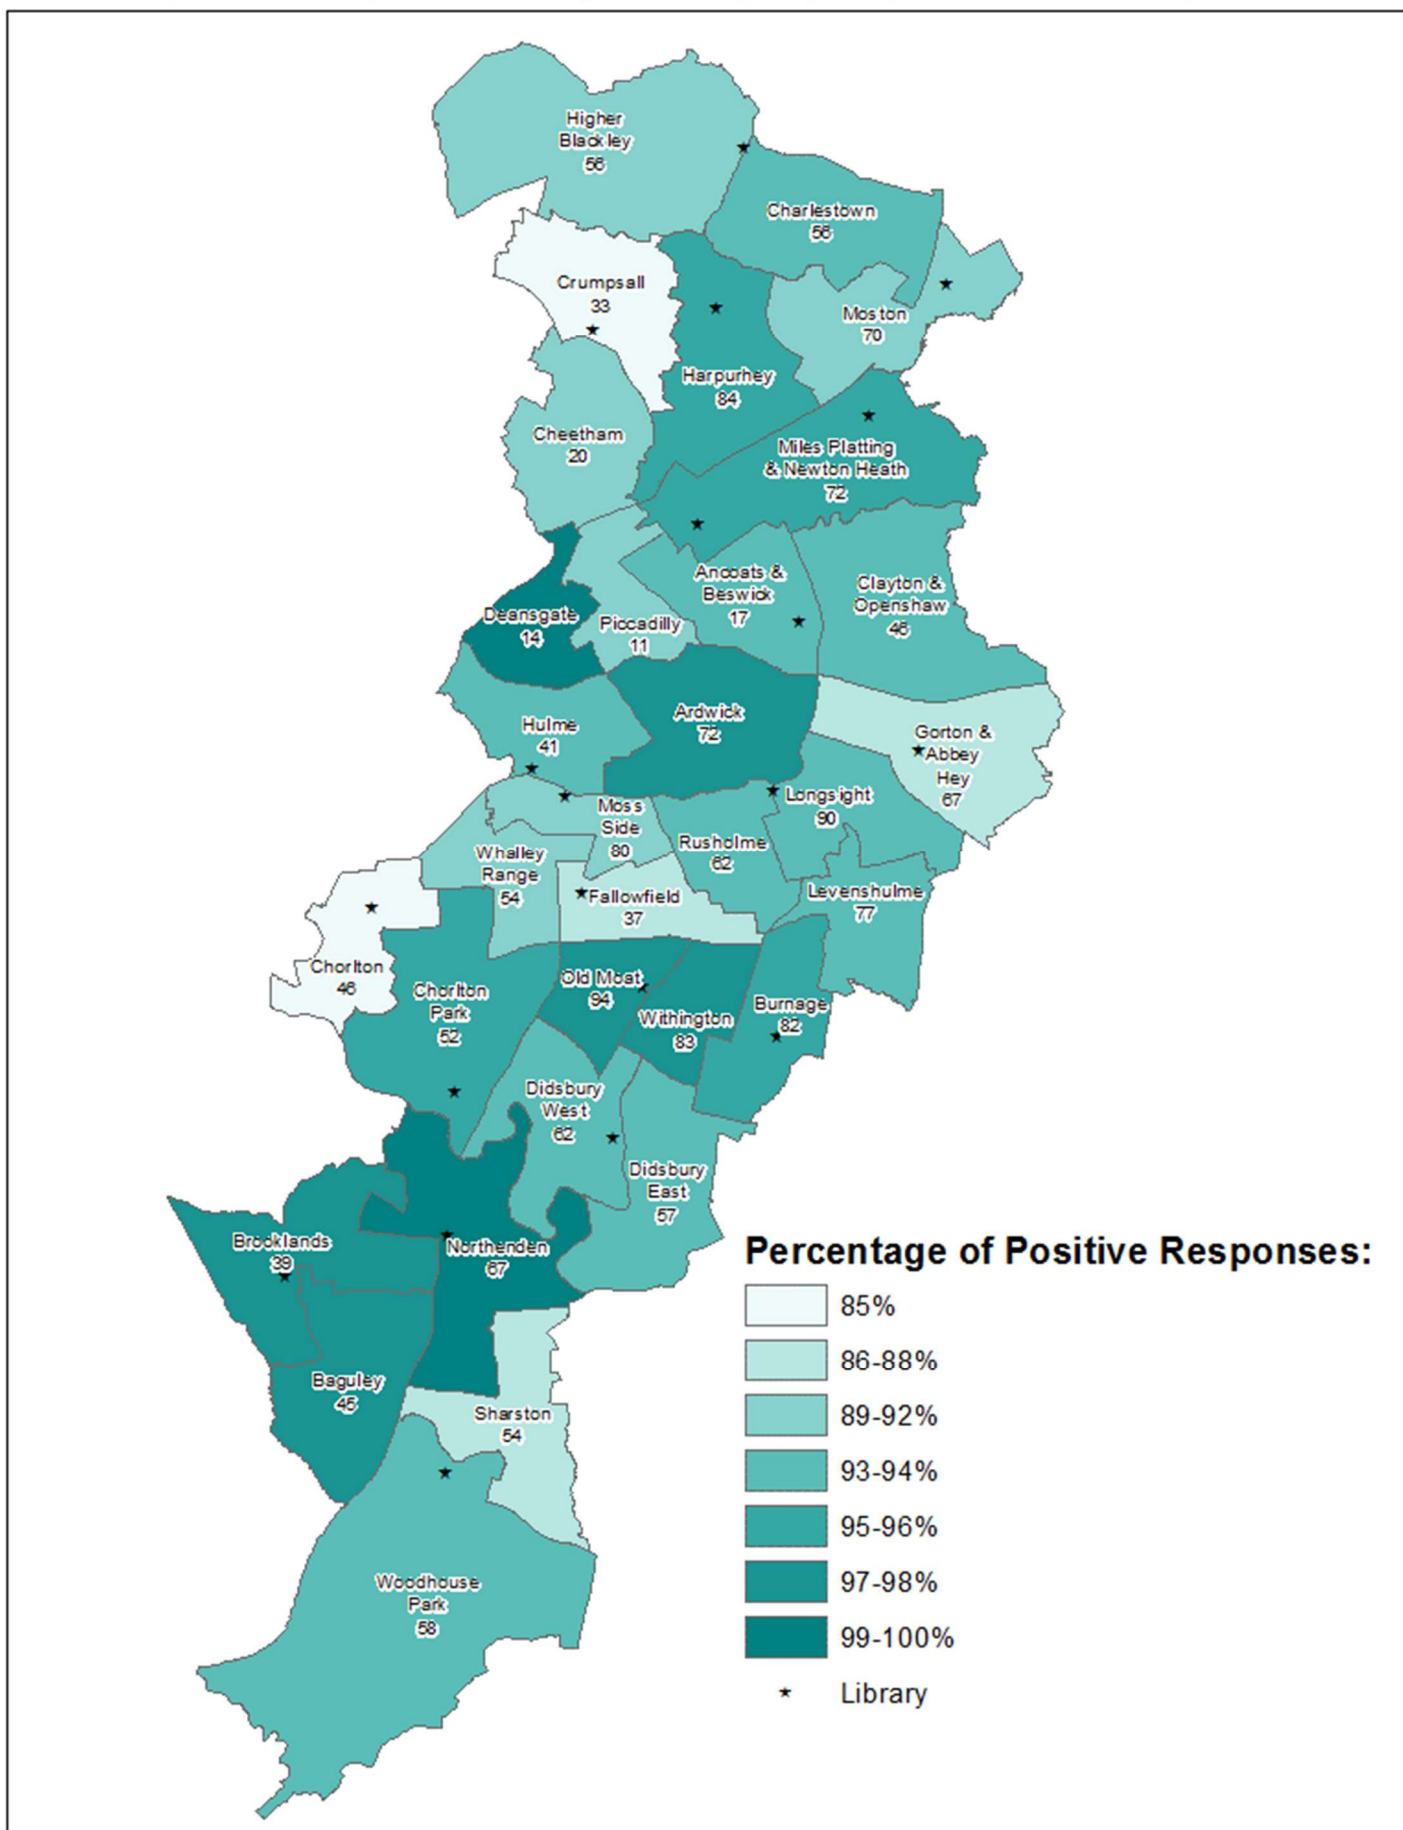 Higher
Blackley
56
Charlestown
56
Crumpsall
33
Moston
70
Harpurhey
84
Cheetham
20
Miles Platting
& Newton Heath
72
Ancoats &
Beswick
17
Clayton &
Openshaw
46
Deansgate
14
Piccadilly
11
Hulme
41
Ardwick
72
Gorton &
Abbey
Hey
67
Longsight
90
Moss
Side
80
Rusholme
62
Whalley
Range
54
Fallowfield
37
Levenshulme
77
Chorlton
46
Chorlton
Park
52
Old Moat
94
Withington
83
Burnage
82
Didsbury
West
62
Didsbury
East
57
Brooklands
39
Northenden
67
Baguley
45
Sharston
54
Woodhouse
Park
58
Percentage of Positive Responses:
85%
86-88%
89-92%
93-94%
95-96%
97-98%
99-100%
Library